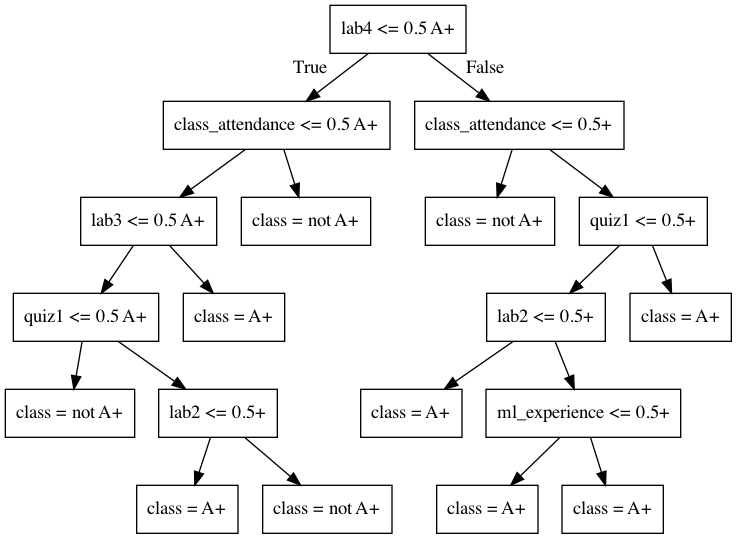 lab4 <= 0.5 A+
True
False
class_attendance <= 0.5 A+
class_attendance <= 0.5+
lab3 <= 0.5 A+
class = not A+
class = not A+
quiz1 <= 0.5+
quiz1 <= 0.5 A+
class = A+
lab2 <= 0.5+
class = A+
class = not A+
lab2 <= 0.5+
class = A+
ml_experience <= 0.5+
class = A+
class = not A+
class = A+
class = A+